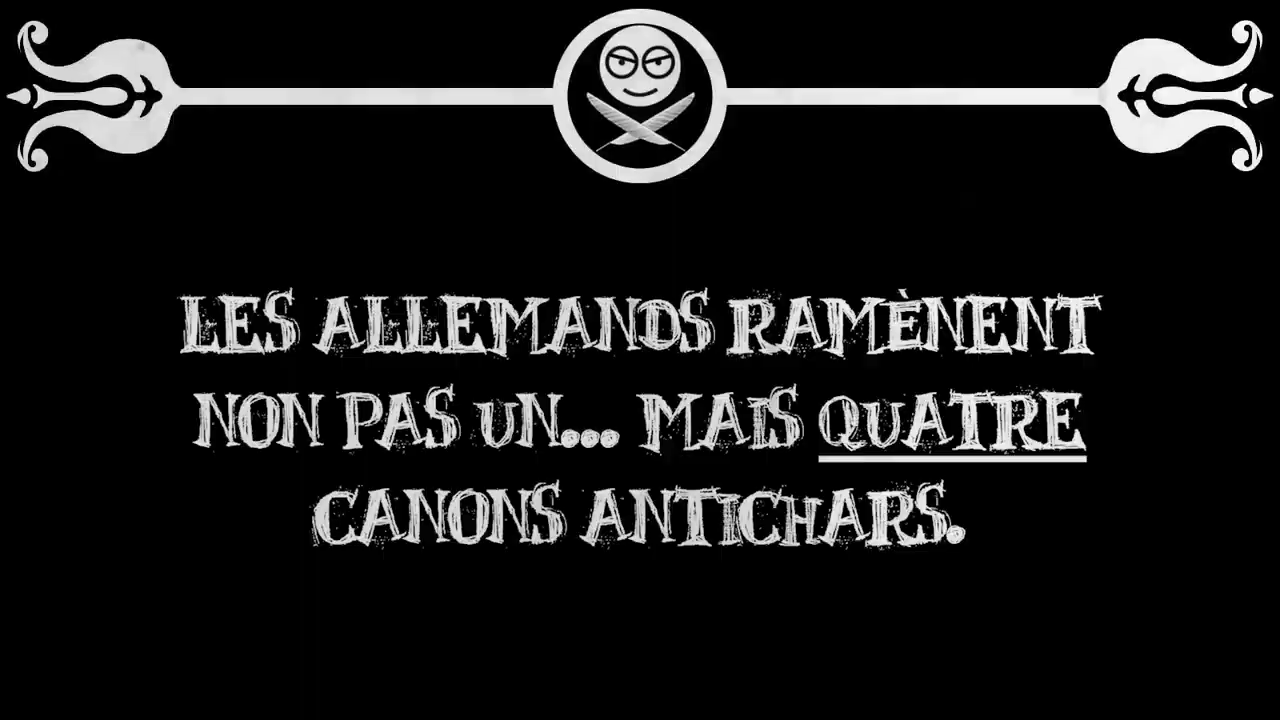 LES ALLEMANDS RAMÈNENT
NON PAS UN... MAIS QUATRE
CANONS ANTICHARS.